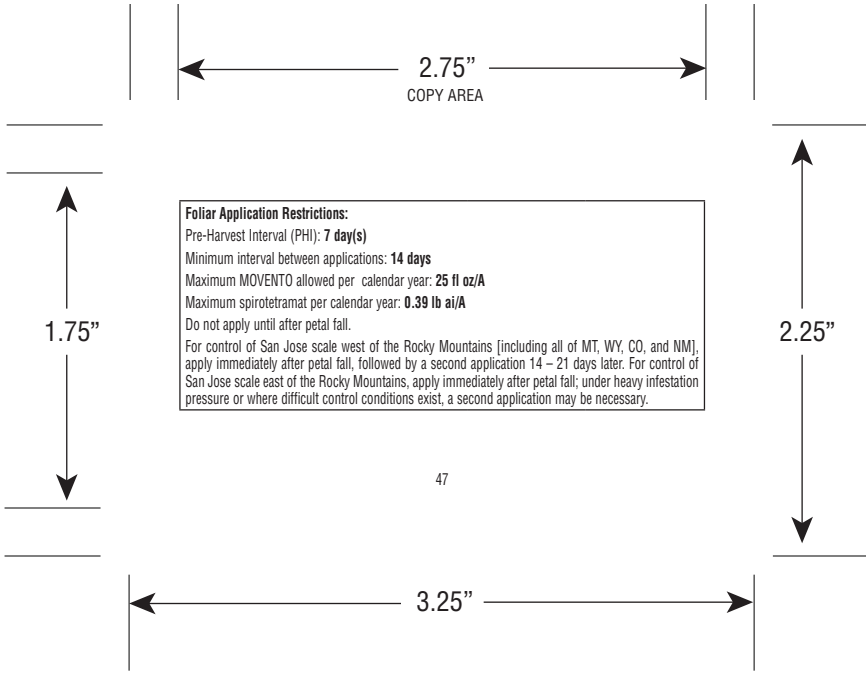 2.75”
COPY AREA
Foliar Application Restrictions:
Pre-Harvest Interval (PHI): 7 day(s)
Minimum interval between applications: 14 days
Maximum MOVENTO allowed per calendar year: 25 fl oz/A
Maximum spirotetramat per calendar year: 0.39 lb ai/A
Do not apply until after petal fall.
For control of San Jose scale west of the Rocky Mountains [including all of MT, WY, CO, and NM],
apply immediately after petal fall, followed by a second application 14 – 21 days later. For control of
San Jose scale east of the Rocky Mountains, apply immediately after petal fall; under heavy infestation
pressure or where difficult control conditions exist, a second application may be necessary.
1.75”
2.25”
47
3.25”